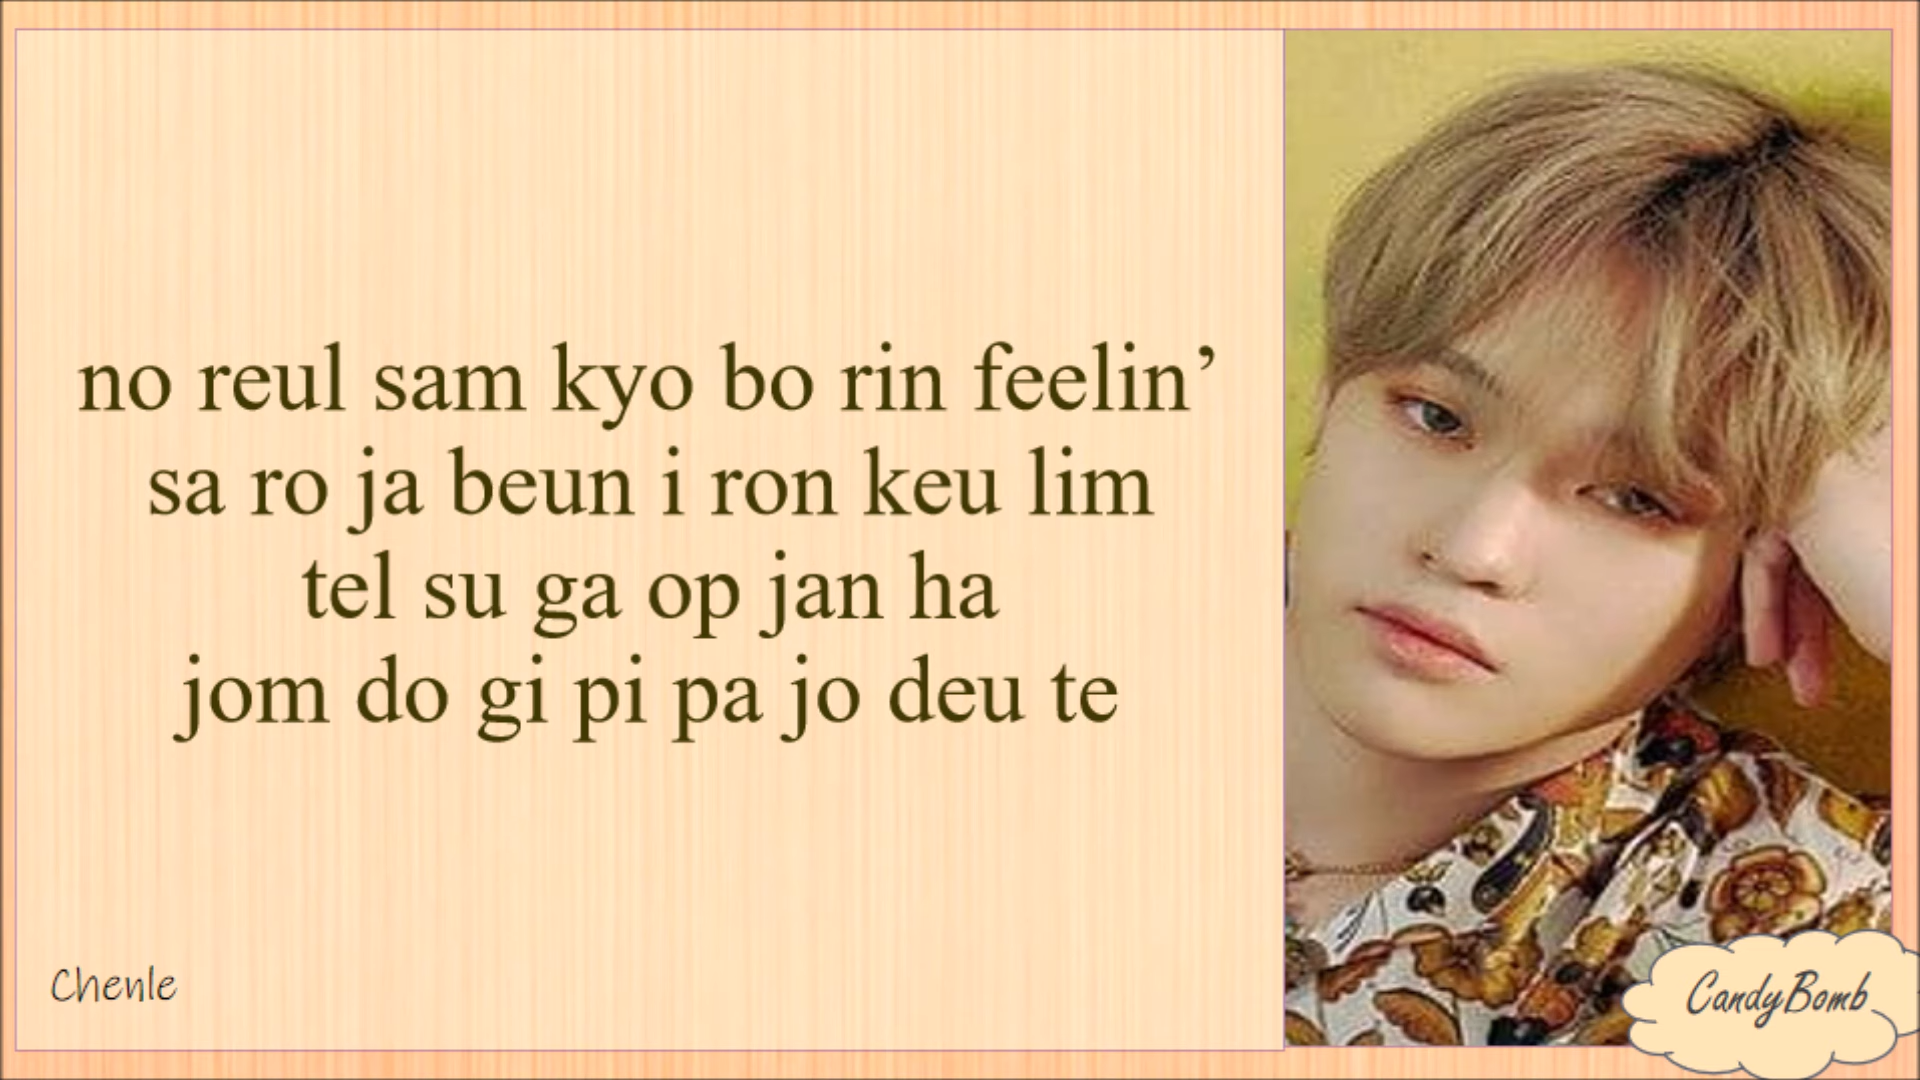 no reul sam kyo bo rin feelin’
sa ro ja beun i ron keu lim
tel su ga op jan ha
jom do gi pi pa jo deu te
Chenle
CandyBomb